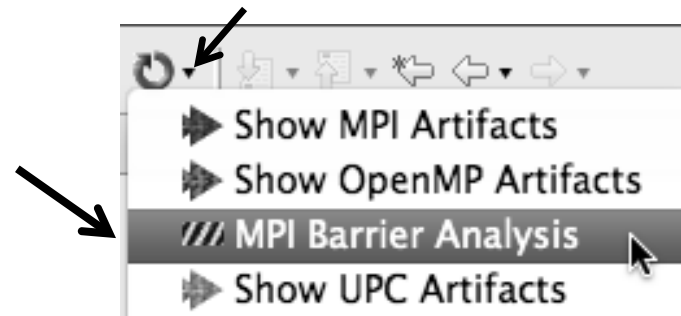 Show MPI Artifacts
Show OpenMP Artifacts
MPI Barrier Analysis
Show UPC Artifacts